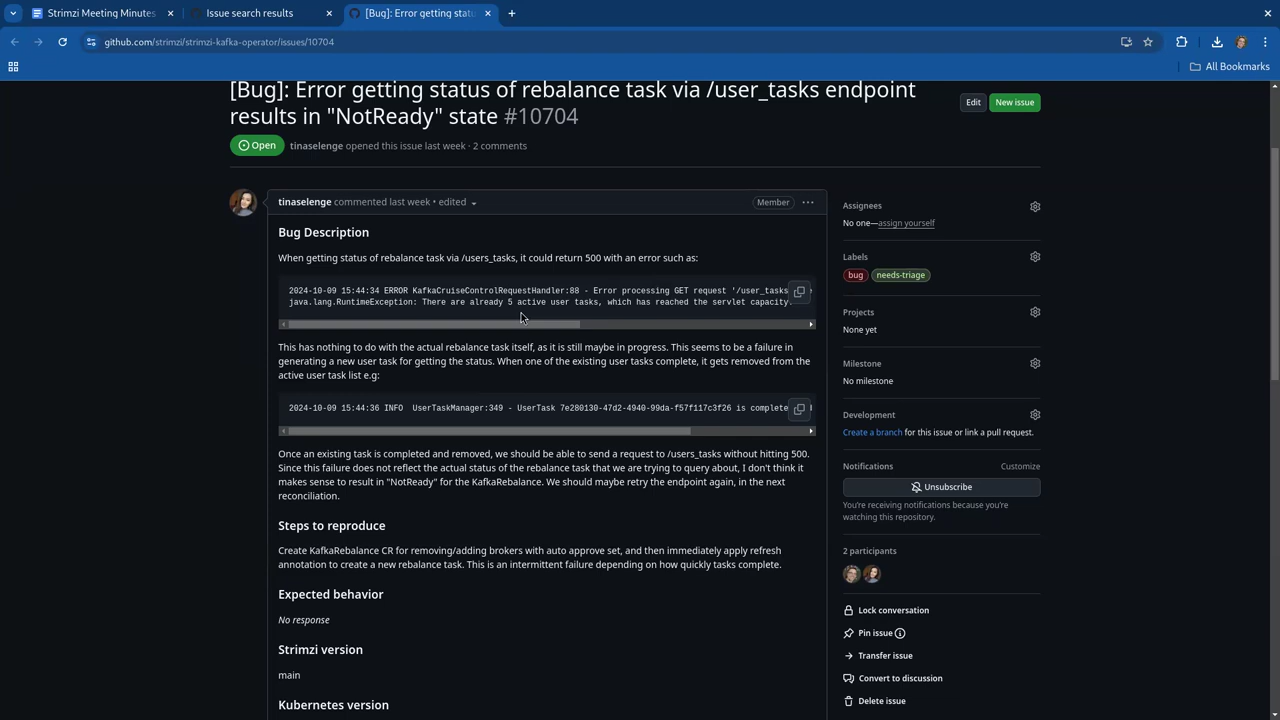 Strimzi Meeting Minutes
Issue search results
[Bug]: Error getting statu
github.com/strimzi/strimzi-kafka-operator/issues/10704
All Bookmarks
[Bug]: Error getting status of rebalance task via /user_tasks endpoint
results in "NotReady" state #10704
Edit
New issue
Open
tinaselenge opened this issue last week · 2 comments
tinaselenge commented last week • edited
Member
Bug Description
When getting status of rebalance task via /users_tasks, it could return 500 with an error such as:
2024-10-09 15:44:34 ERROR KafkaCruiseControlRequestHandler:88 - Error processing GET request '/user_tasks
java.lang.RuntimeException: There are already 5 active user tasks, which has reached the servlet capacity.
This has nothing to do with the actual rebalance task itself, as it is still maybe in progress. This seems to be a failure in
generating a new user task for getting the status. When one of the existing user tasks complete, it gets removed from the
active user task list e.g:
2024-10-09 15:44:36 INFO  UserTaskManager:349 - UserTask 7e280130-47d2-4940-99da-f57f117c3f26 is complete
Once an existing task is completed and removed, we should be able to send a request to /users_tasks without hitting 500.
Since this failure does not reflect the actual status of the rebalance task that we are trying to query about, I don't think it
makes sense to result in "NotReady" for the KafkaRebalance. We should maybe retry the endpoint again, in the next
reconciliation.
Steps to reproduce
Create KafkaRebalance CR for removing/adding brokers with auto approve set, and then immediately apply refresh
annotation to create a new rebalance task. This is an intermittent failure depending on how quickly tasks complete.
Expected behavior
No response
Strimzi version
main
Kubernetes version
Assignees
No one—assign yourself
Labels
bug
needs-triage
Projects
None yet
Milestone
No milestone
Development
Create a branch for this issue or link a pull request.
Notifications
Customize
Unsubscribe
You're receiving notifications because you're
watching this repository.
2 participants
Lock conversation
Pin issue
Transfer issue
Convert to discussion
Delete issue